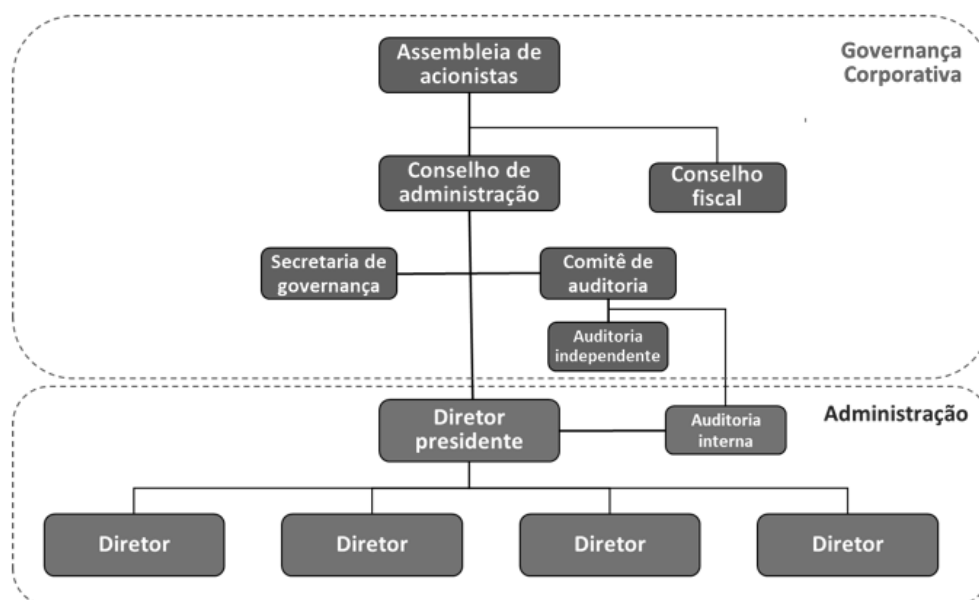 Assembleia de
acionistas
Governança
Corporativa
Conselho de
administração
Conselho
fiscal
Secretaria de
governança
Comitê de
auditoria
Auditoria
independente
Administração
Diretor
presidente
Auditoria
interna
Diretor
Diretor
Diretor
Diretor